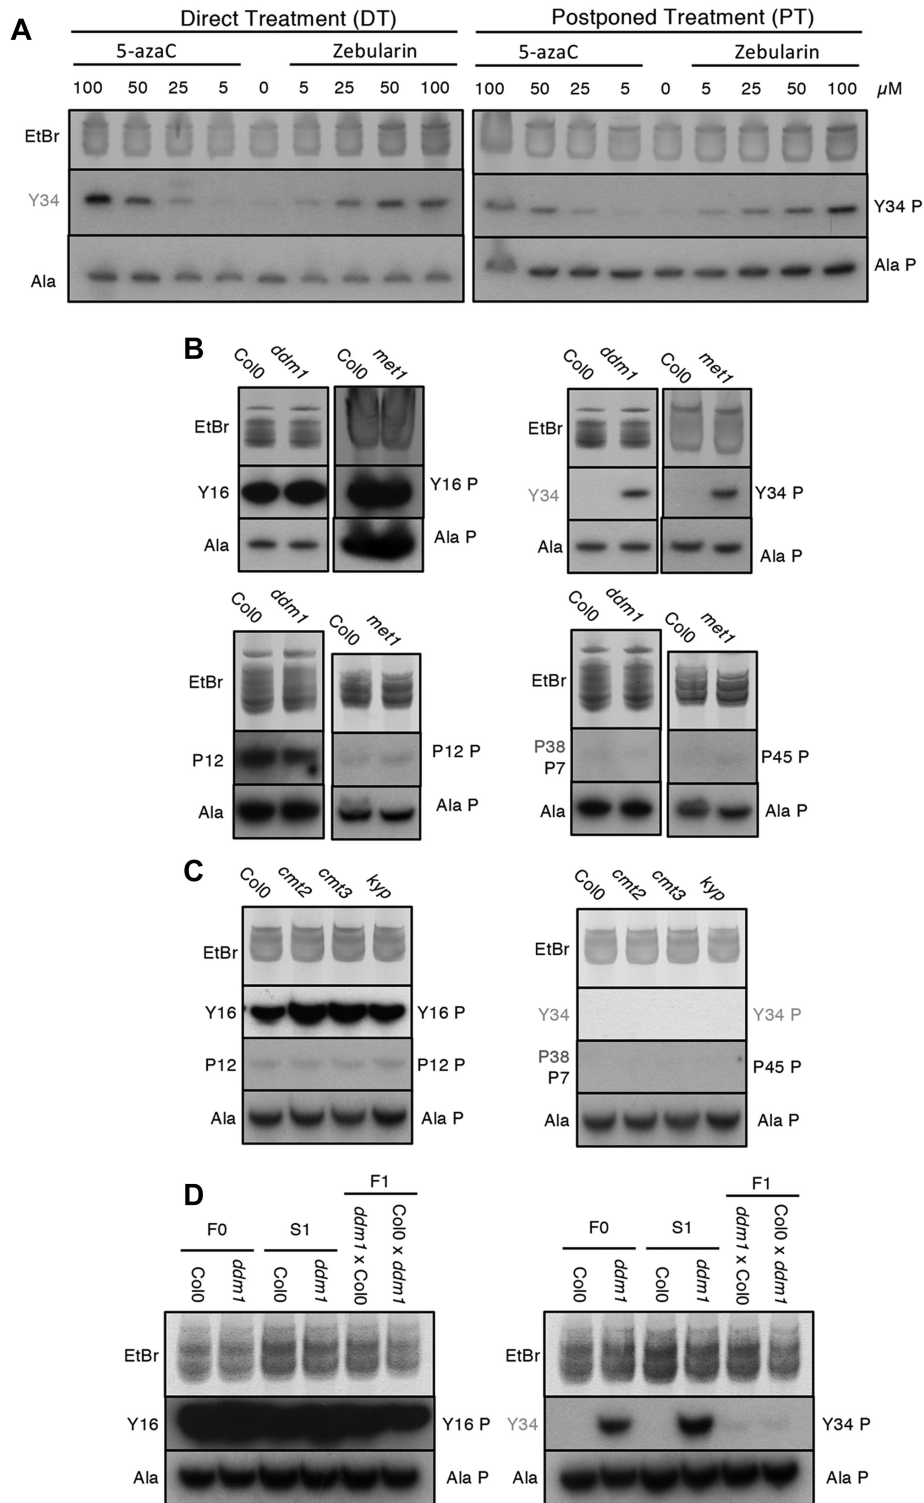 A
Direct Treatment (DT) Postponed Treatment (PT)
5-azaC Zebularin 5-azaC Zebularin
100 50 25 5 0 5 25 50 100 100 50 25 5 0 5 25 50 100 µM
EtBr
Y34 Y34 P
Ala Ala P
B
Col0 ddm1 Col0 met1 Col0 ddm1 Col0 met1
EtBr EtBr
Y16 Y16 P Y34 Y34 P
Ala Ala P Ala Ala P
Col0 ddm1 Col0 met1 Col0 ddm1 Col0 met1
EtBr EtBr
P12 P12 P P38 P7 P45 P
Ala Ala P Ala Ala P
C
Col0 cmt2 cmt3 kyp Col0 cmt2 cmt3 kyp
EtBr EtBr
Y16 Y16 P Y34 Y34 P
P12 P12 P P38 P7 P45 P
Ala Ala P Ala Ala P
D
F1 F1
F0 S1 F0 S1
Col0 ddm1 Col0 ddm1 ddm1 x Col0 Col0 x ddm1 Col0 ddm1 Col0 ddm1 ddm1 x Col0 Col0 x ddm1
EtBr EtBr
Y16 Y16 P Y34 Y34 P
Ala Ala P Ala Ala P